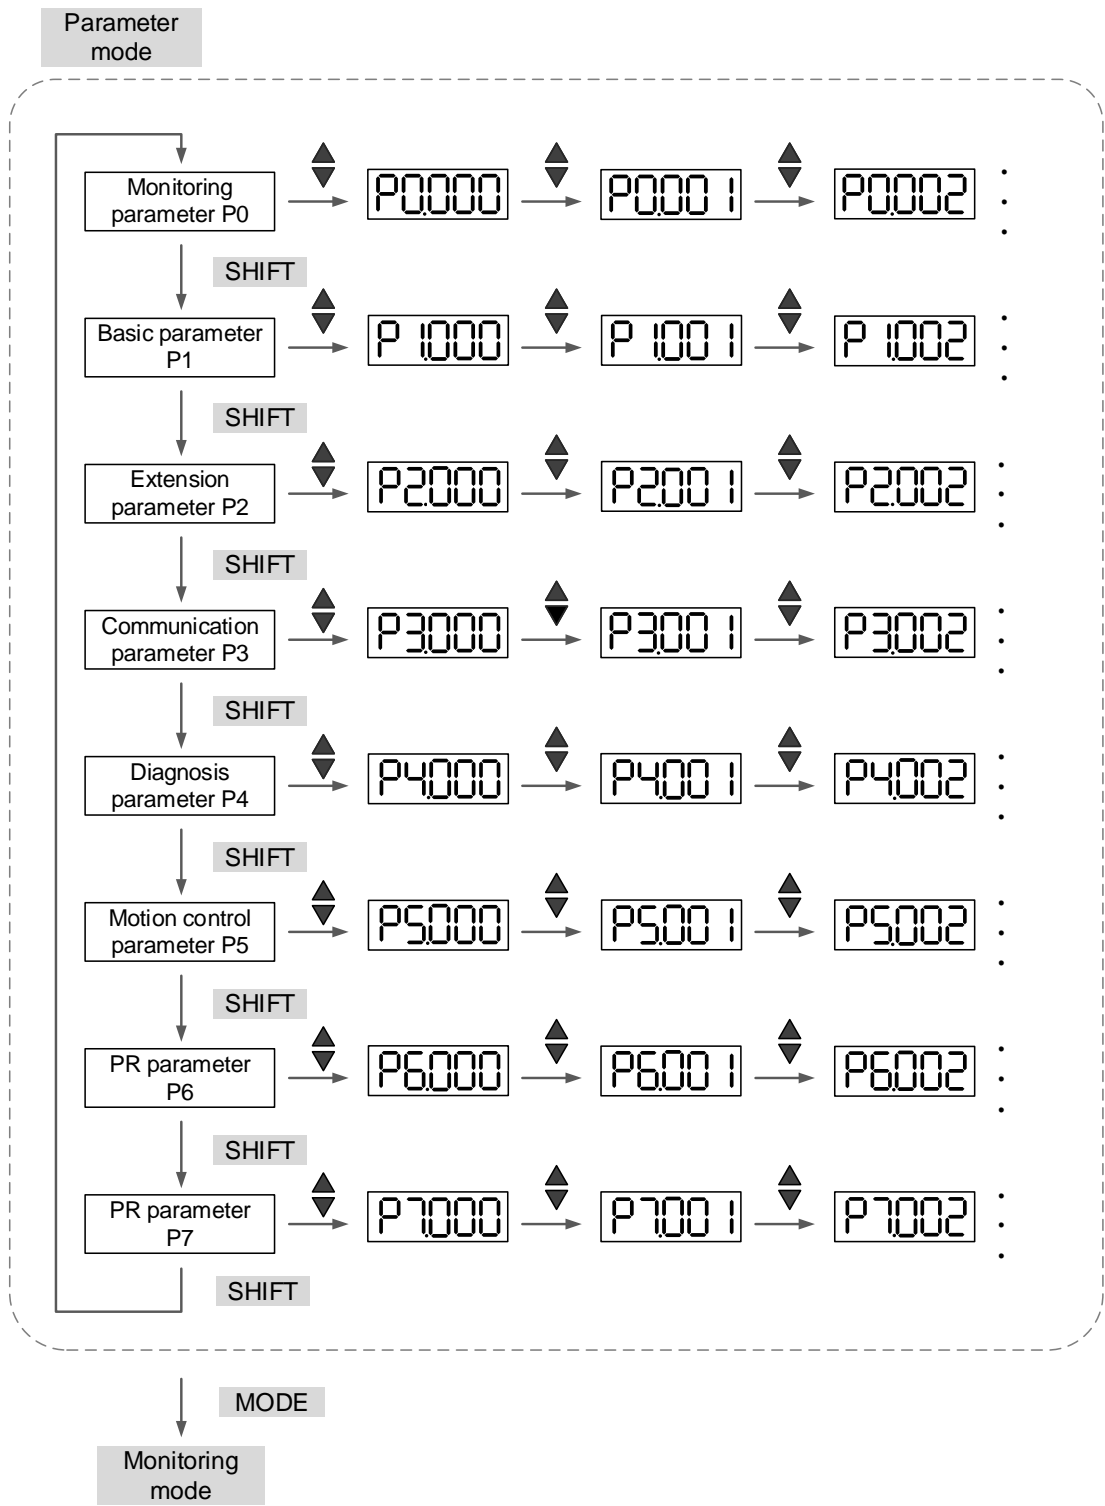 Parameter
mode
Monitoring
parameter P0
P0.000
P0.001
P0.002
SHIFT
Basic parameter
P1
P1.000
P1.001
P1.002
SHIFT
Extension
parameter P2
P2.000
P2.001
P2.002
SHIFT
Communication
parameter P3
P3.000
P3.001
P3.002
SHIFT
Diagnosis
parameter P4
P4.000
P4.001
P4.002
SHIFT
Motion control
parameter P5
P5.000
P5.001
P5.002
SHIFT
PR parameter
P6
P6.000
P6.001
P6.002
SHIFT
PR parameter
P7
P7.000
P7.001
P7.002
SHIFT
MODE
Monitoring
mode